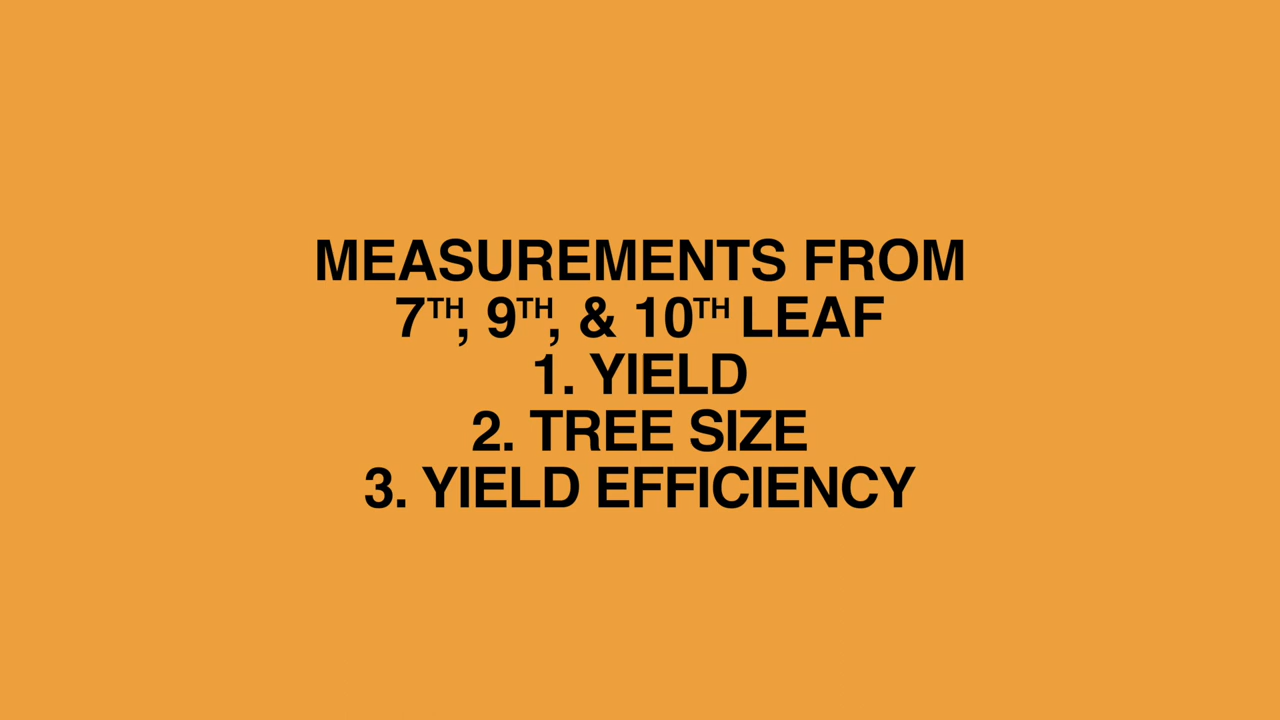 MEASUREMENTS FROM
7TH, 9TH, & 10TH LEAF
1. YIELD
2. TREE SIZE
3. YIELD EFFICIENCY